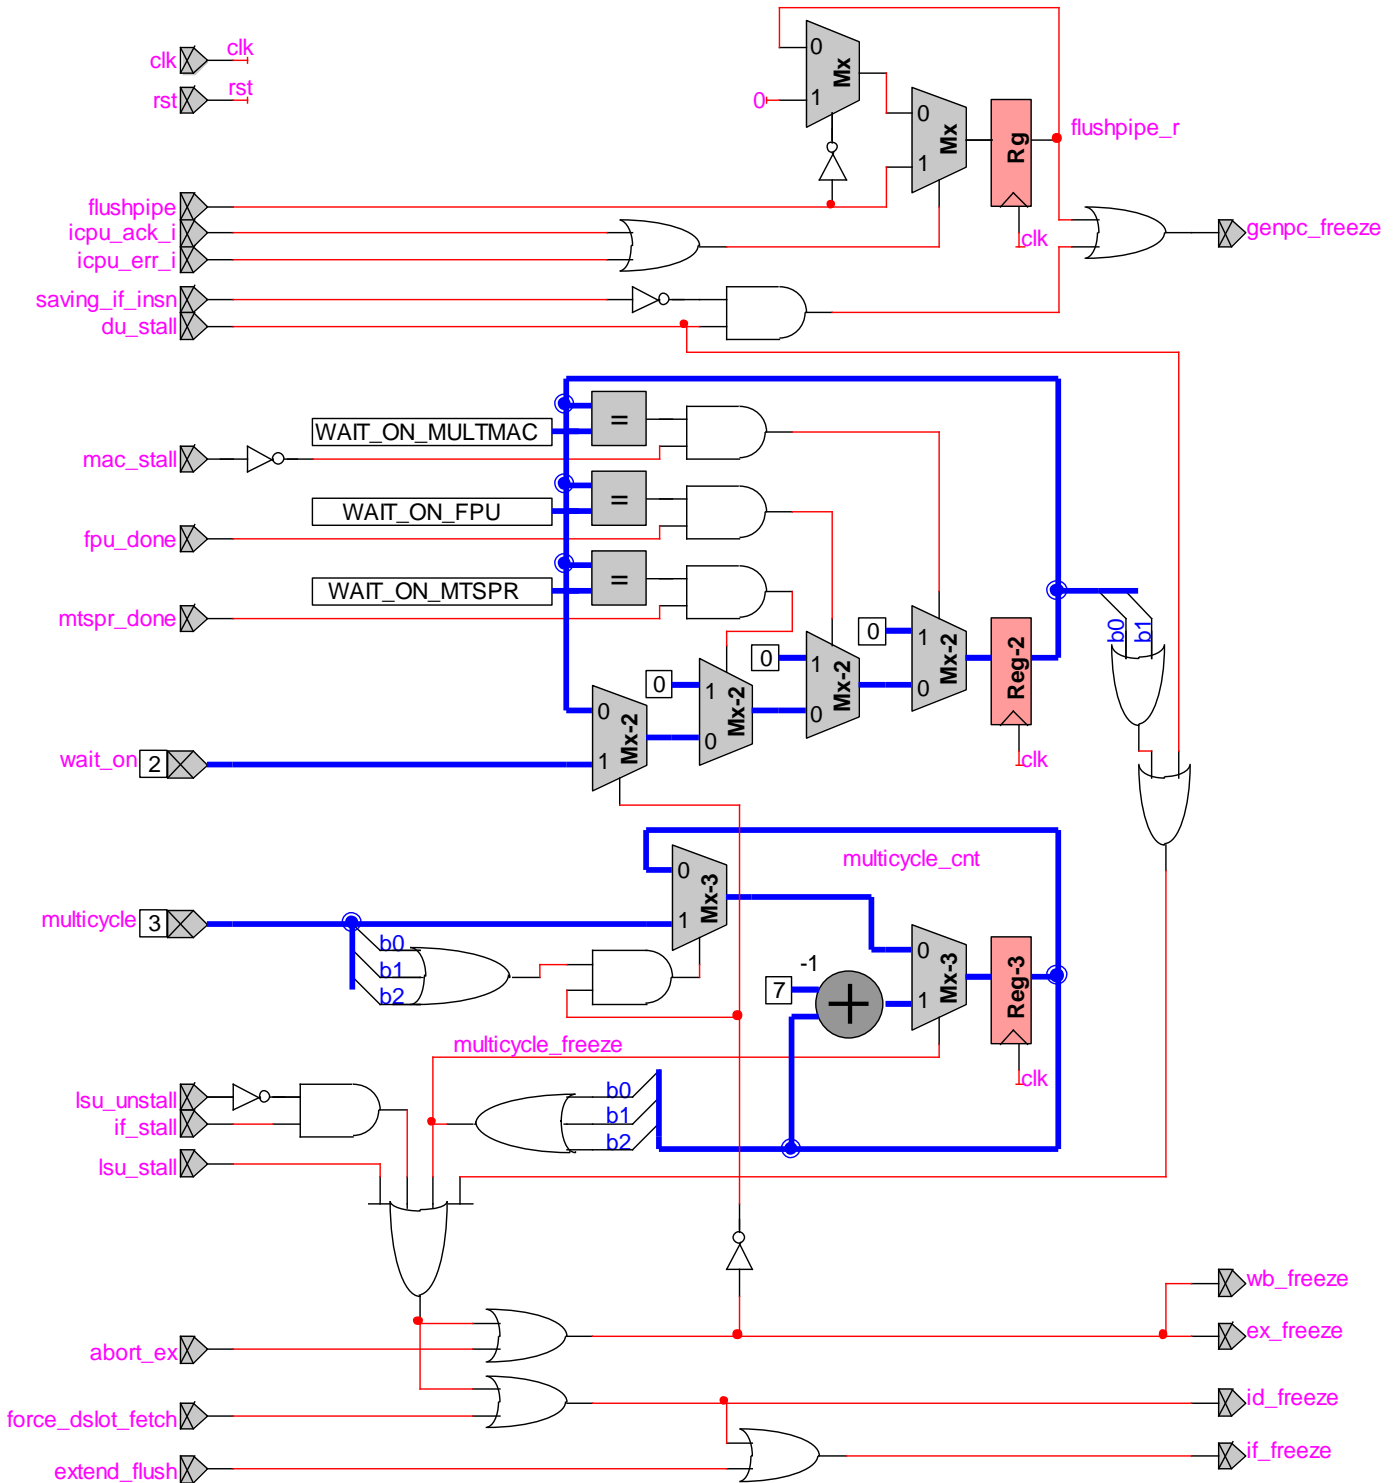 0
Mx
1
0
clk
clk
rst
rst
0
Mx
1
Rg
flushpipe_r
clk
flushpipe
icpu_ack_i
icpu_err_i
genpc_freeze
saving_if_insn
du_stall
WAIT_ON_MULTMAC
=
mac_stall
WAIT_ON_FPU
=
fpu_done
WAIT_ON_MTSPR
=
mtspr_done
b0
b1
0
1
Mx-2
0
Reg-2
clk
0
1
Mx-2
0
0
1
Mx-2
0
0
Mx-2
1
wait_on
2
multicycle_cnt
0
Mx-3
1
multicycle
3
b0
b1
b2
-1
7
+
0
Mx-3
1
Reg-3
clk
multicycle_freeze
b0
b1
b2
lsu_unstall
if_stall
lsu_stall
wb_freeze
ex_freeze
abort_ex
id_freeze
force_dslot_fetch
if_freeze
extend_flush